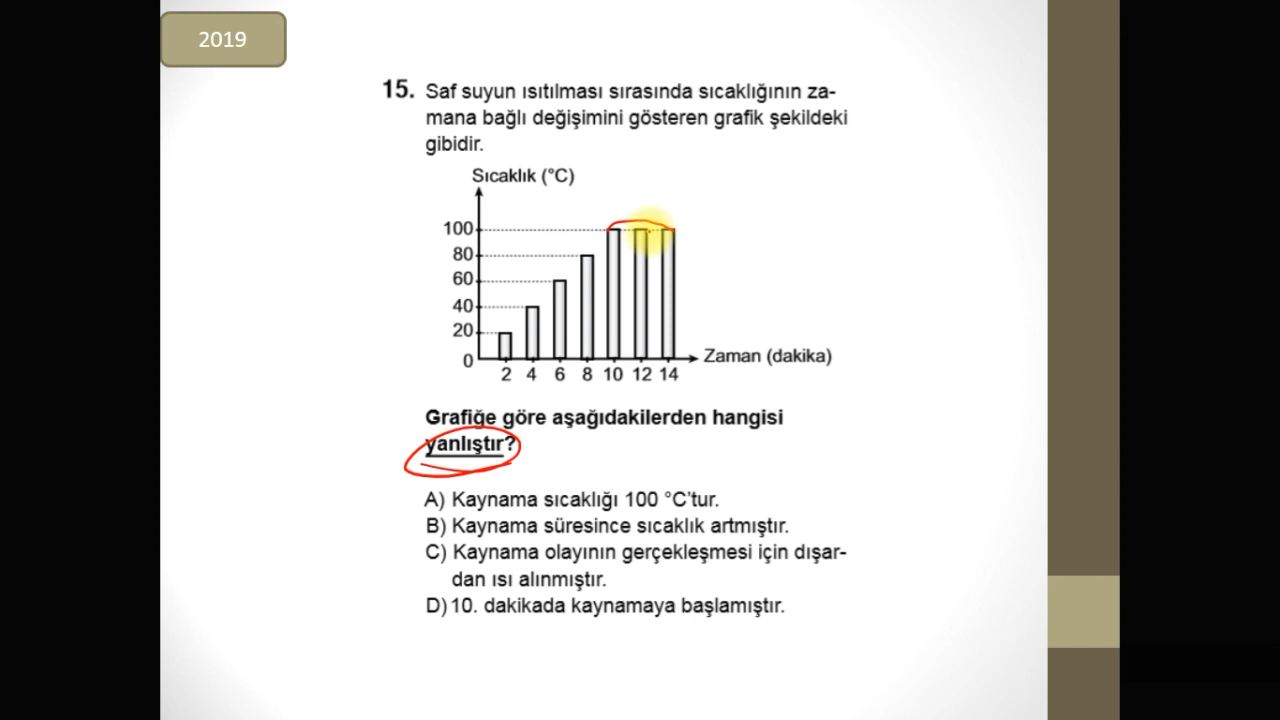 2019
15. Saf suyun ısıtılması sırasında sıcaklığının za-
mana bağlı değişimini gösteren grafik şekildeki
gibidir.
Sıcaklık (°C)
100
80
60
40
20
0
2 4 6 8 10 12 14
Zaman (dakika)
Grafiğe göre aşağıdakilerden hangisi
yanlıştır?
A) Kaynama sıcaklığı 100 °C'tur.
B) Kaynama süresince sıcaklık artmıştır.
C) Kaynama olayının gerçekleşmesi için dışar-
dan ısı alınmıştır.
D) 10. dakikada kaynamaya başlamıştır.